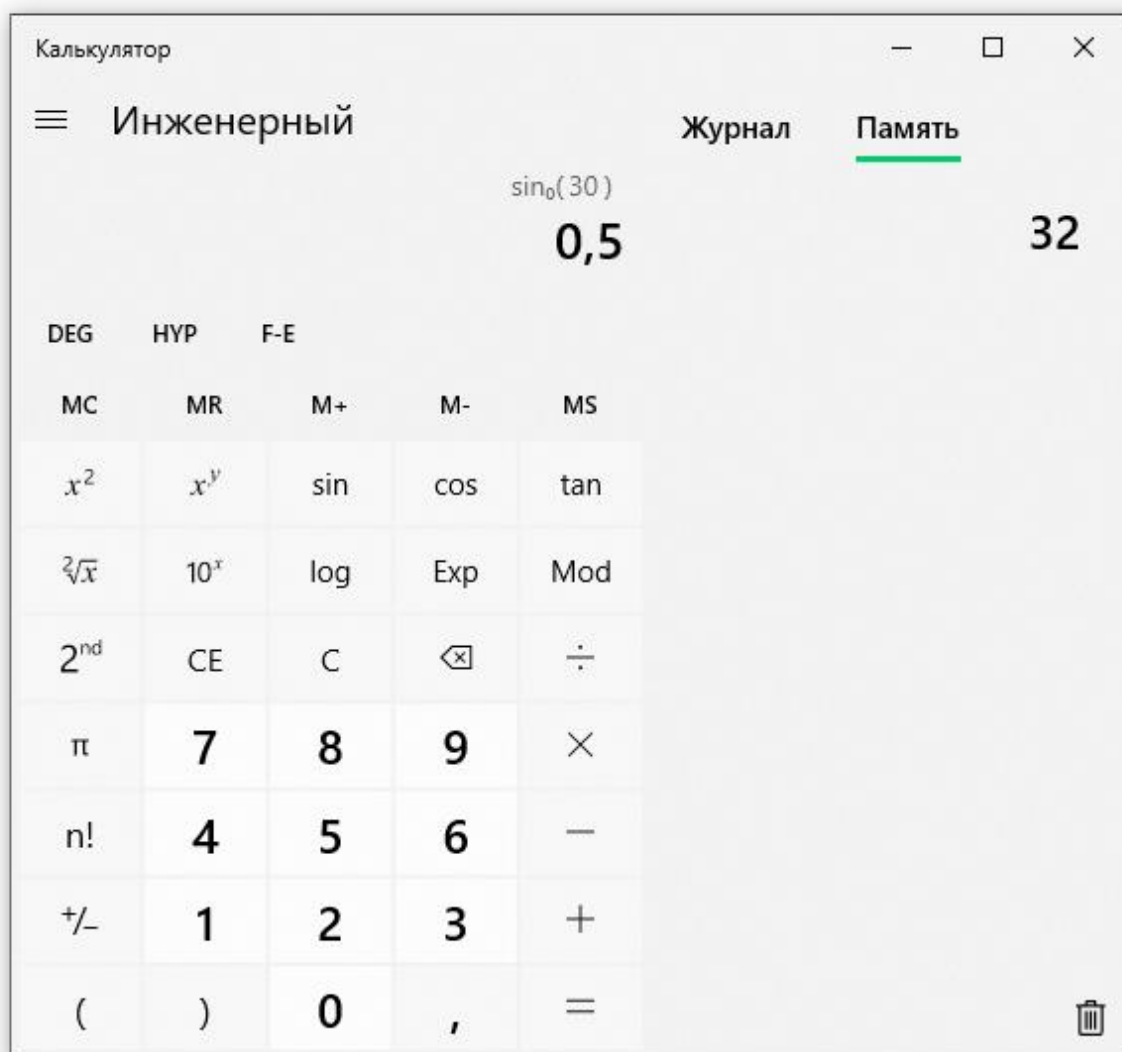 Калькулятор
Инженерный
Журнал Память
sin₀(30)
0,5
32
DEG HYP F-E
MC MR M+ M- MS
x² xʸ sin cos tan
²√x 10ˣ log Exp Mod
2ⁿᵈ CE C ÷
π 7 8 9 ×
n! 4 5 6 −
⁺/₋ 1 2 3 +
( ) 0 , =